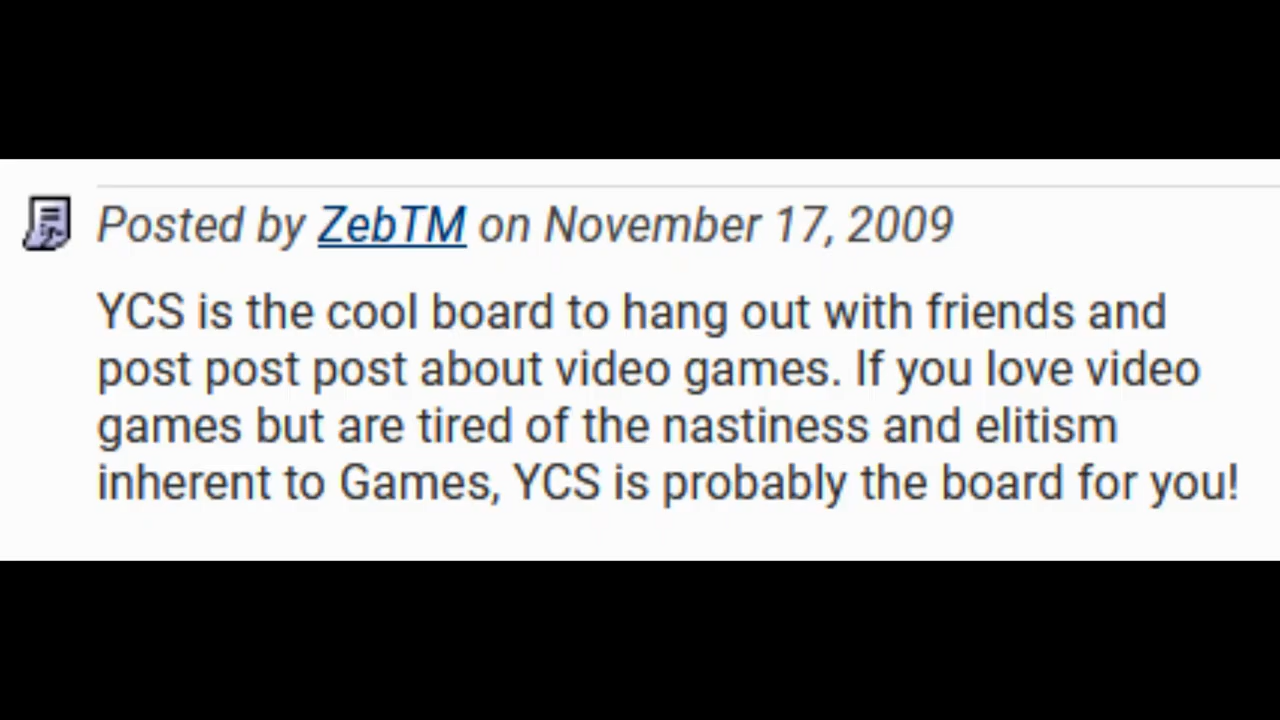 Posted by ZebTM on November 17, 2009
YCS is the cool board to hang out with friends and
post post post about video games. If you love video
games but are tired of the nastiness and elitism
inherent to Games, YCS is probably the board for you!